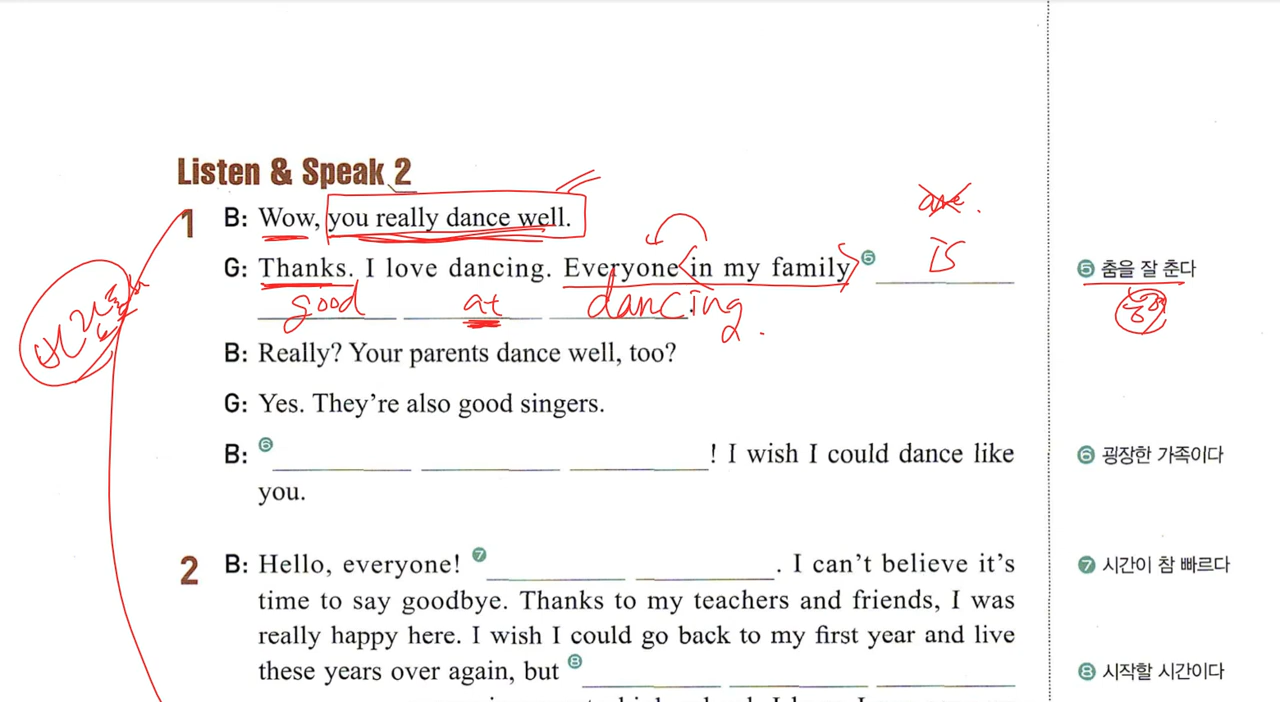 Listen & Speak 2
1 B: Wow, you really dance well.
are.
G: Thanks. I love dancing. Everyone in my family ⑤ is
good at dancing.
⑤ 춤을 잘 춘다
B: Really? Your parents dance well, too?
G: Yes. They're also good singers.
B: ⑥ ! I wish I could dance like
⑥ 굉장한 가족이다
you.
2 B: Hello, everyone! ⑦ . I can't believe it's
⑦ 시간이 참 빠르다
time to say goodbye. Thanks to my teachers and friends, I was
really happy here. I wish I could go back to my first year and live
these years over again, but ⑧
⑧ 시작할 시간이다